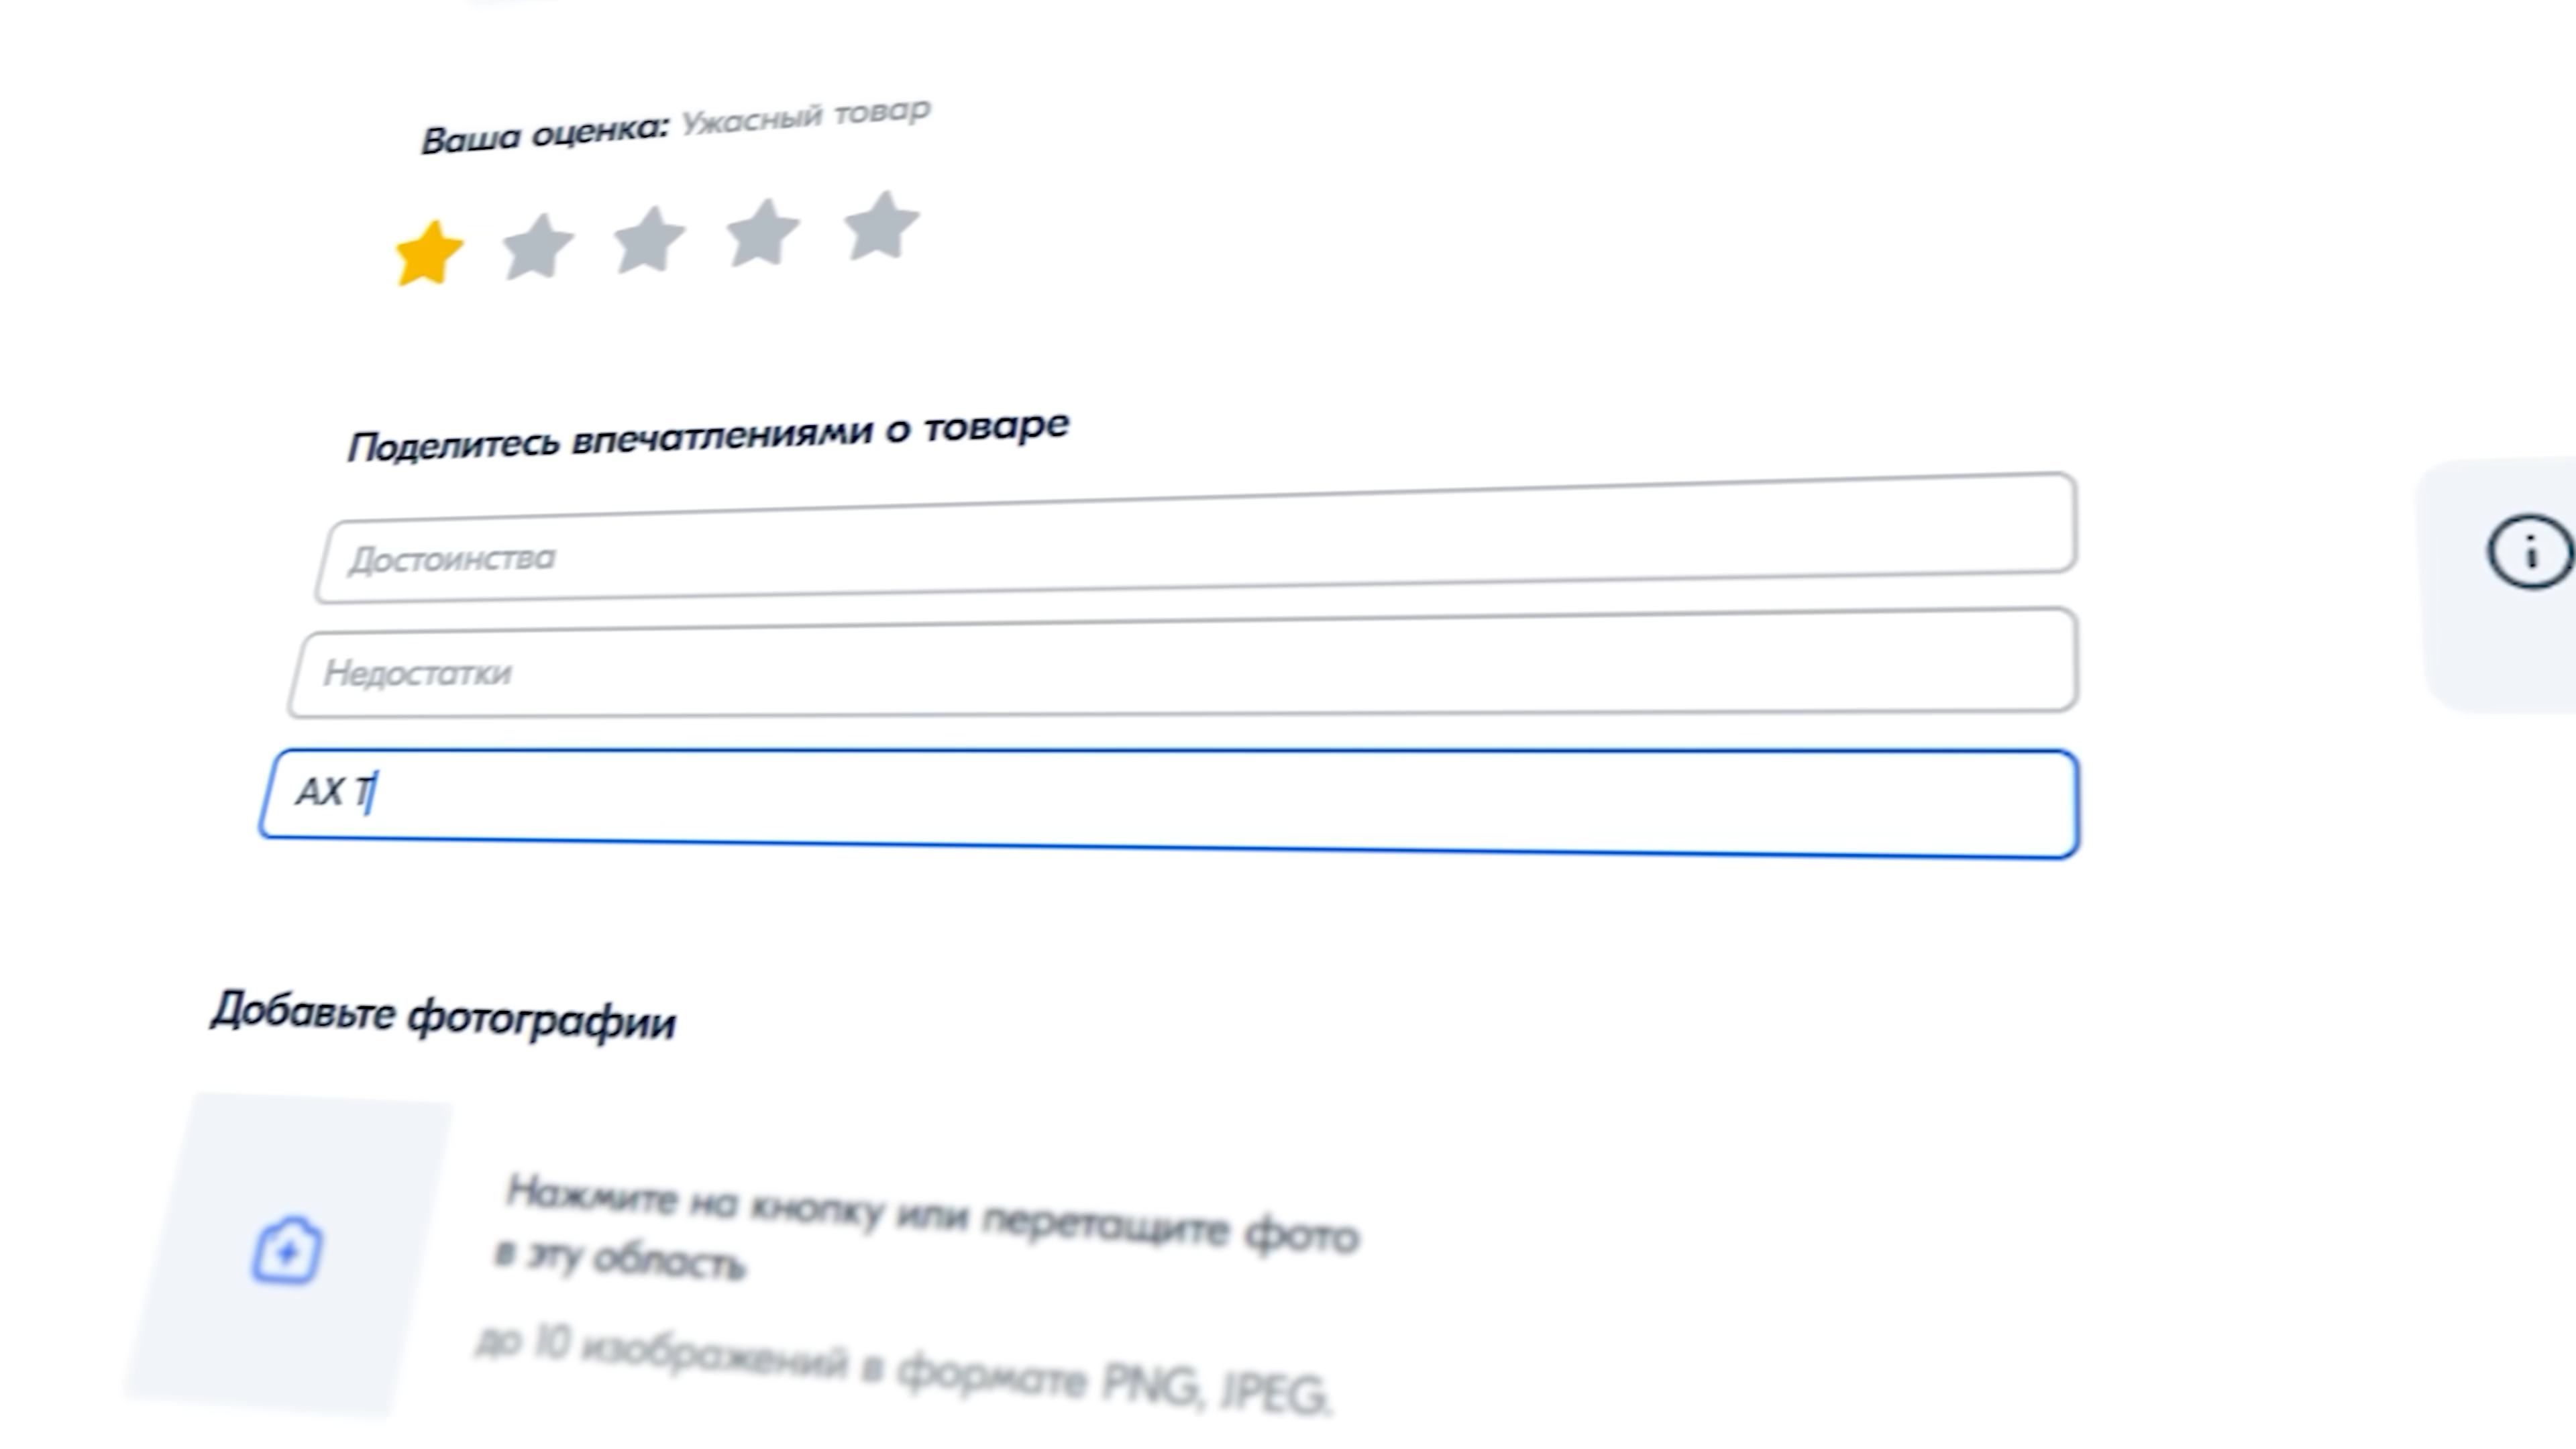 Ваша оценка: Ужасный товар
Поделитесь впечатлениями о товаре
Достоинства
Недостатки
АХ Т
Добавьте фотографии
Нажмите на кнопку или перетащите фото
в эту область
до 10 изображений в формате PNG, JPEG.